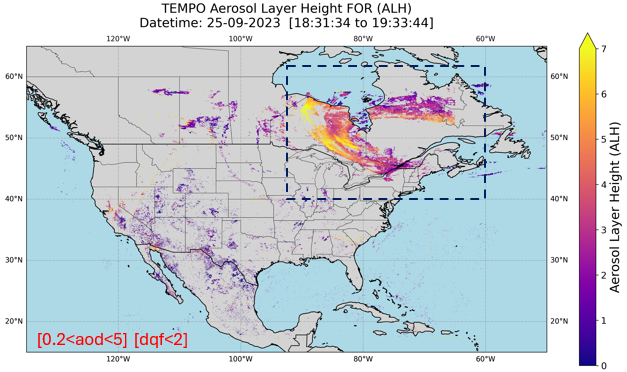 TEMPO Aerosol Layer Height FOR (ALH)
Datetime: 25-09-2023 [18:31:34 to 19:33:44]
120°W 100°W 80°W 60°W
60°N 60°N
50°N 50°N
40°N 40°N
30°N 30°N
20°N 20°N
120°W 100°W 80°W 60°W
[0.2<aod<5] [dqf<2]
7
6
5
4
3
2
1
0
Aerosol Layer Height (ALH)